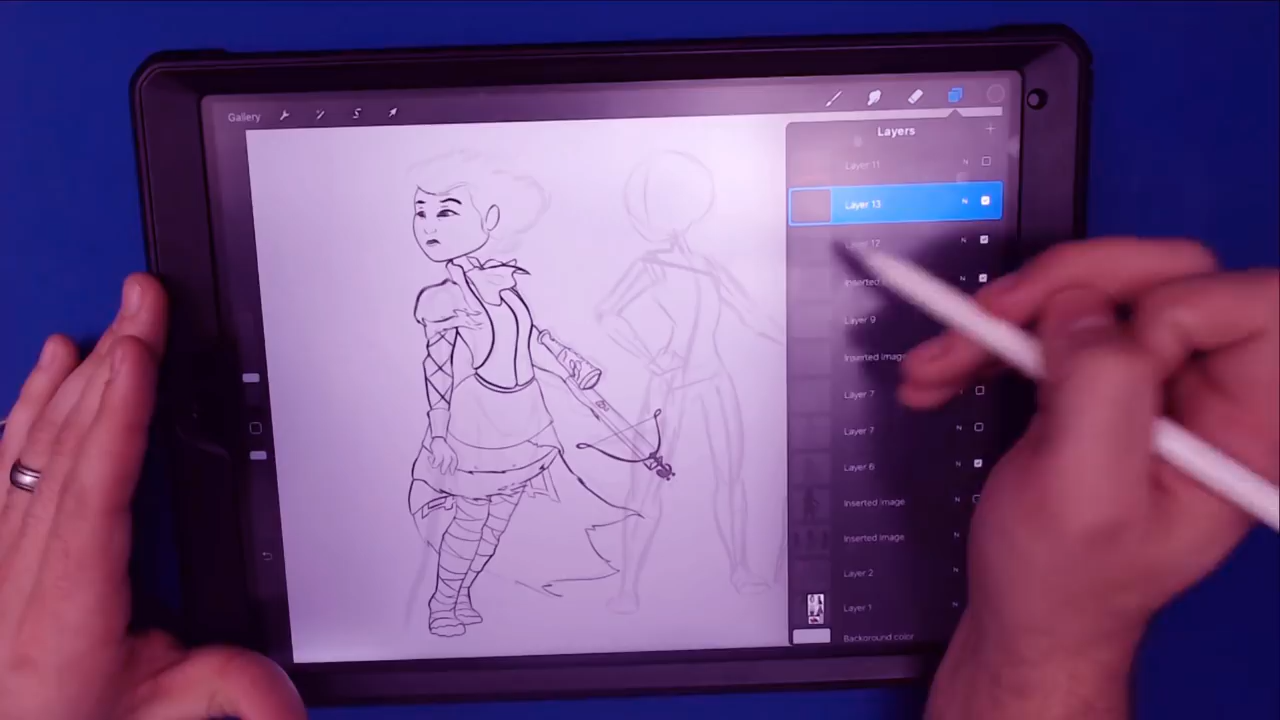 Gallery
Layers
Layer 11 N
Layer 13 N
Layer 12 N
Inserted
Layer 9
Inserted image
Layer 7
Layer 7 N
Layer 6 N
Inserted image
Inserted image
Layer 2
Layer 1
Background color